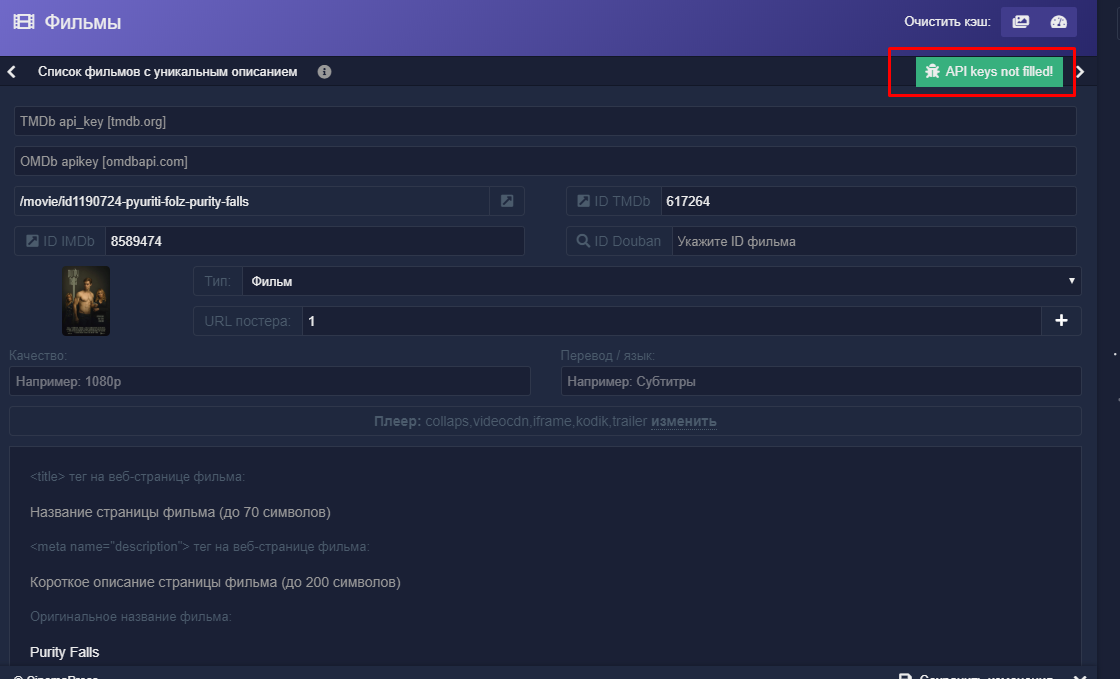 Фильмы
Очистить кэш:
Список фильмов с уникальным описанием
API keys not filled!
TMDb api_key [tmdb.org]
OMDb apikey [omdbapi.com]
/movie/id1190724-pyuriti-folz-purity-falls
ID TMDb 617264
ID IMDb 8589474
ID Douban Укажите ID фильма
Тип: Фильм
URL постера: 1
Качество:
Перевод / язык:
Например: 1080p
Например: Субтитры
Плеер: collaps,videocdn,iframe,kodik,trailer изменить
<title> тег на веб-странице фильма:
Название страницы фильма (до 70 символов)
<meta name="description"> тег на веб-странице фильма:
Короткое описание страницы фильма (до 200 символов)
Оригинальное название фильма:
Purity Falls
© CinemaPress
Сохранить изменения